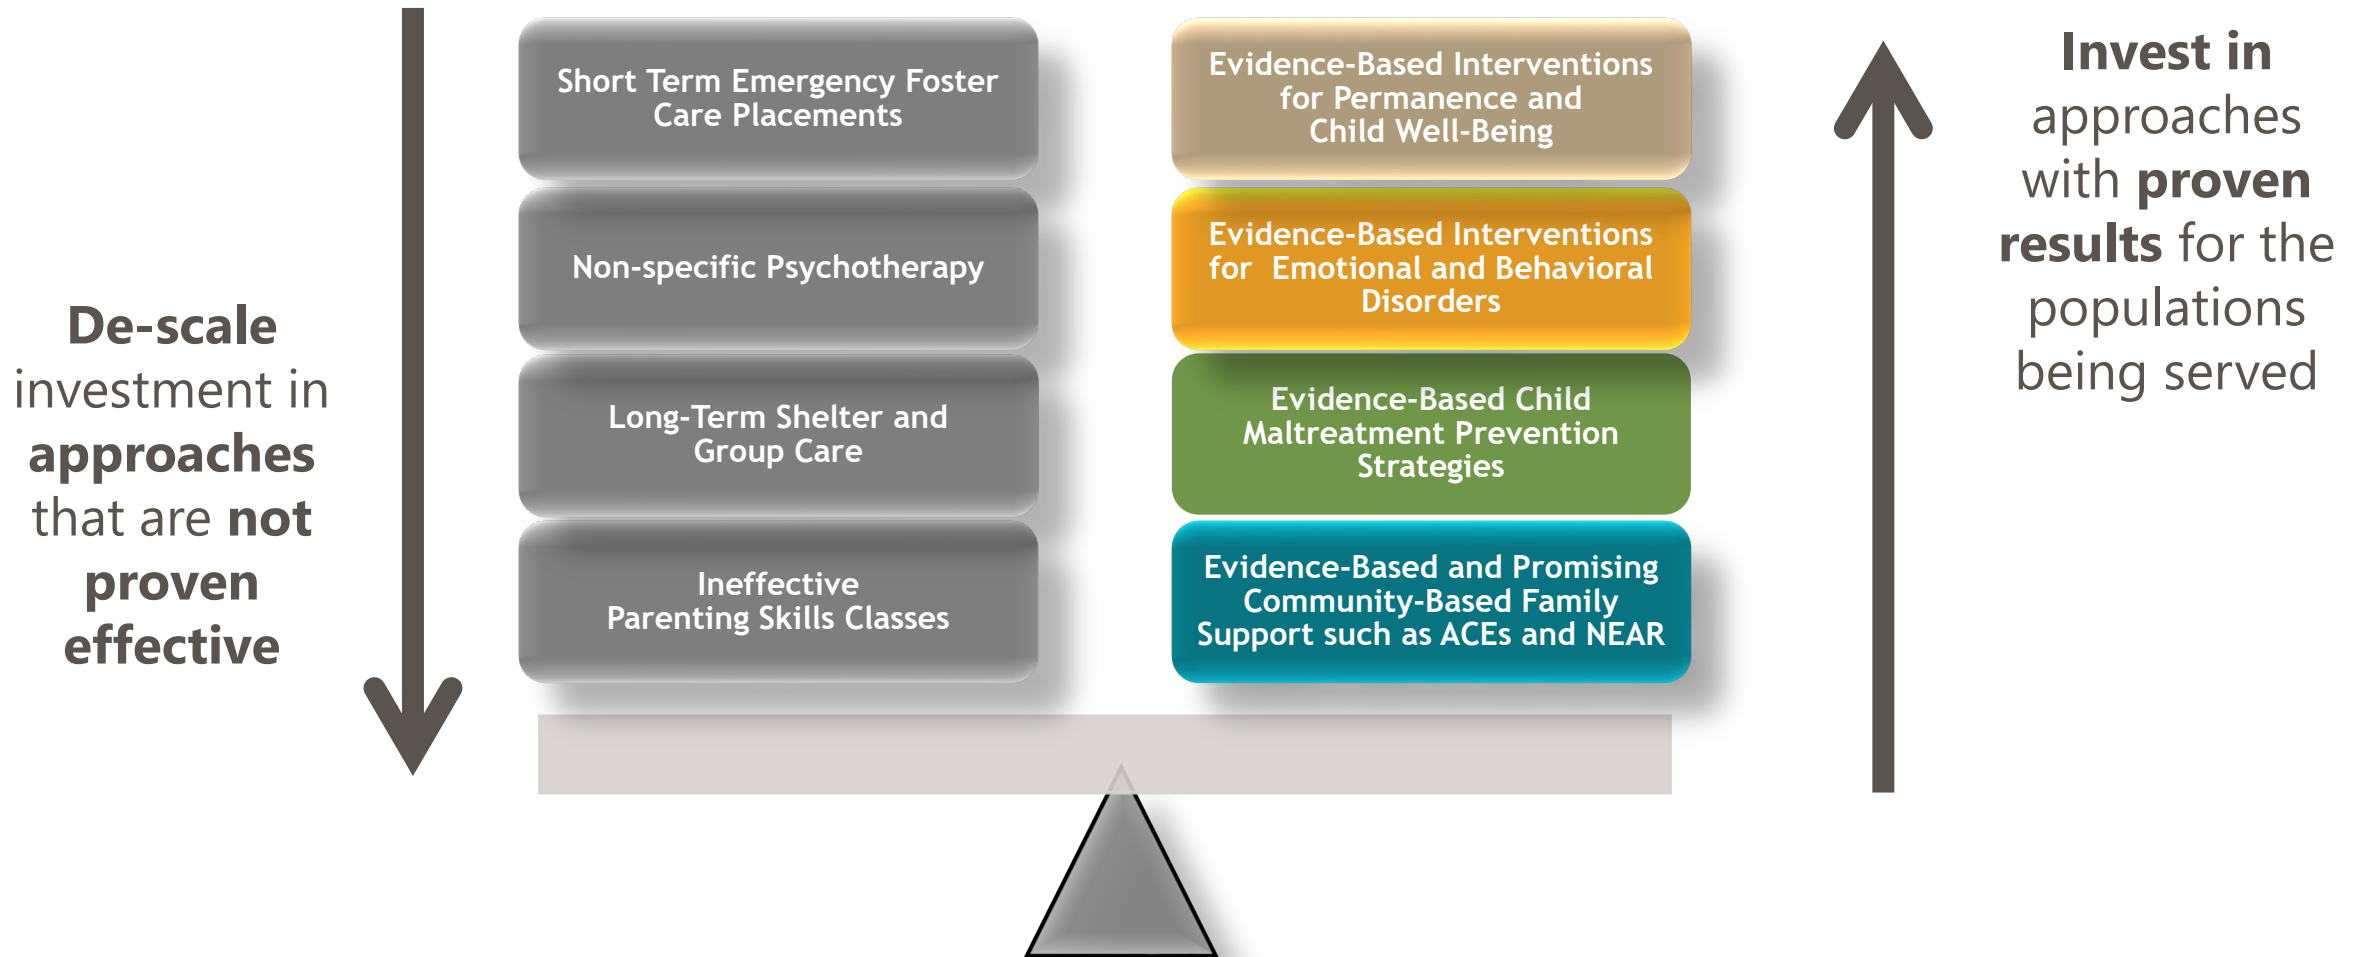 De-scale
investment in
approaches
that are not
proven
effective
Short Term Emergency Foster
Care Placements
Non-specific Psychotherapy
Long-Term Shelter and
Group Care
Ineffective
Parenting Skills Classes
Evidence-Based Interventions
for Permanence and
Child Well-Being
Evidence-Based Interventions
for Emotional and Behavioral
Disorders
Evidence-Based Child
Maltreatment Prevention
Strategies
Evidence-Based and Promising
Community-Based Family
Support such as ACEs and NEAR
Invest in
approaches
with proven
results for the
populations
being served